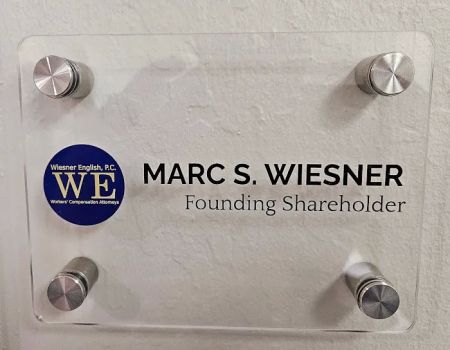 Wiesner English, P.C.
WE
Workers' Compensation Attorneys
MARC S. WIESNER
Founding Shareholder